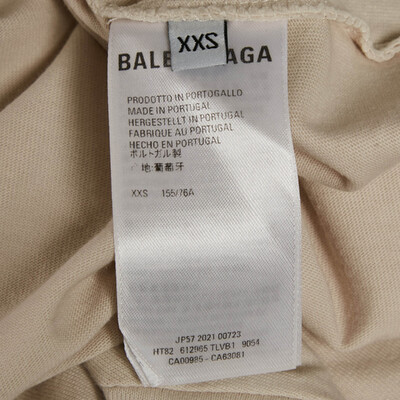 XXS
BALE AGA
PRODOTTO IN PORTOGALLO
MADE IN PORTUGAL
HERGESTELLT IN PORTUGAL
FABRIQUE AU PORTUGAL
HECHO EN PORTUGAL
ポルトガル製
地:葡萄牙
XXS 155/76A
JP57 2021 00723
HT82 612965 TLVB1 9054
CA00985 - CA63081